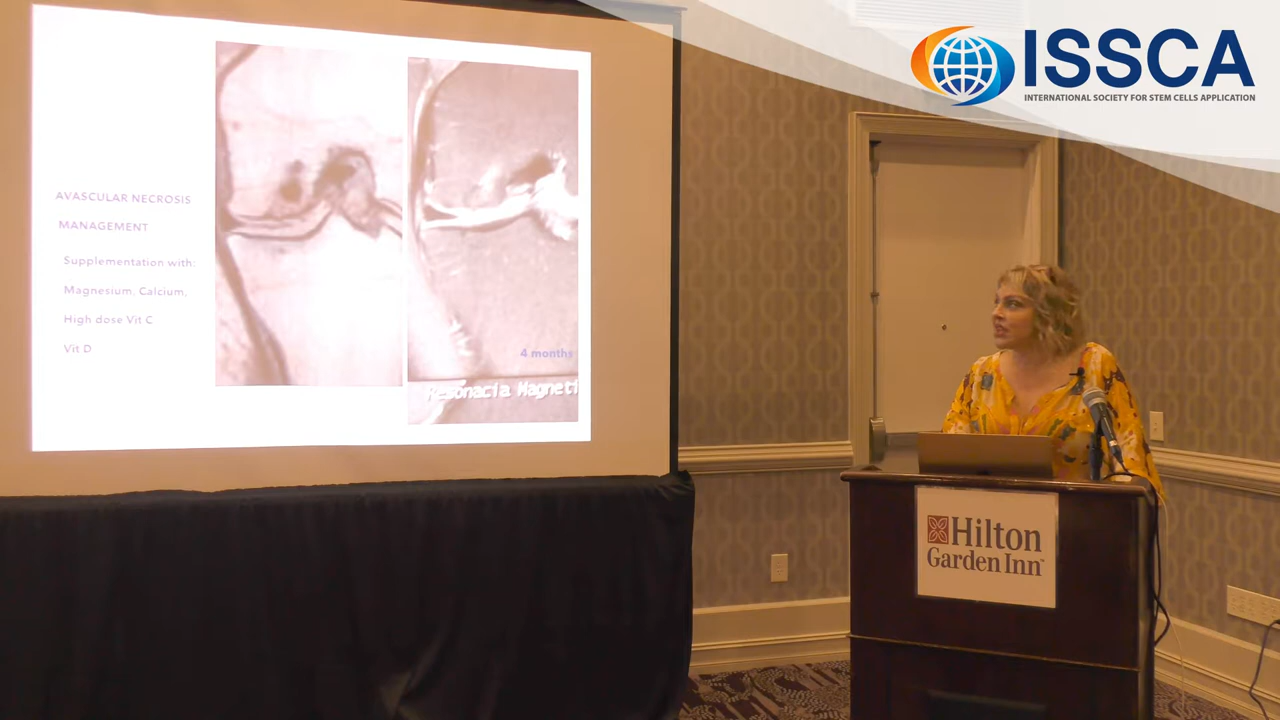 AVASCULAR NECROSIS
MANAGEMENT
Supplementation with:
Magnesium, Calcium,
High dose Vit C
Vit D
4 months
Resonacia Magneti
ISSCA
INTERNATIONAL SOCIETY FOR STEM CELLS APPLICATION
Hilton
Garden Inn™